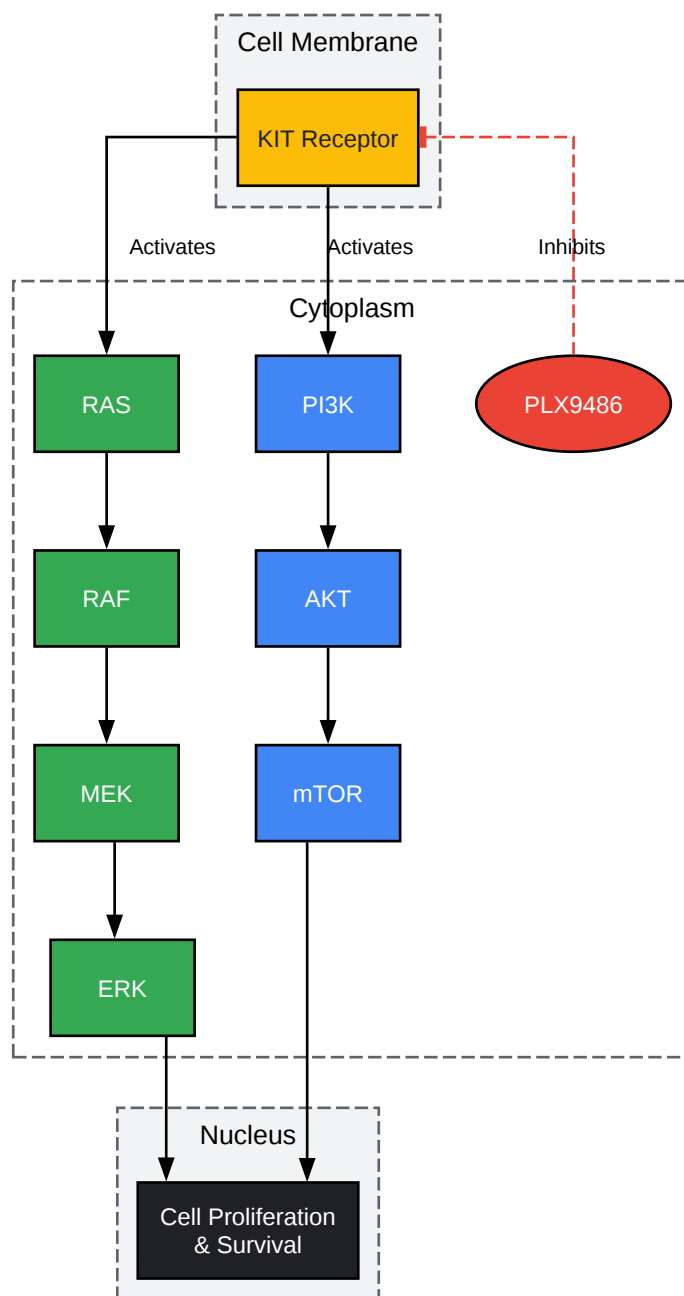 Cell Membrane
KIT Receptor
Activates
Activates
Inhibits
Cytoplasm
RAS
PI3K
PLX9486
RAF
AKT
MEK
mTOR
ERK
Nucleus
Cell Proliferation
& Survival